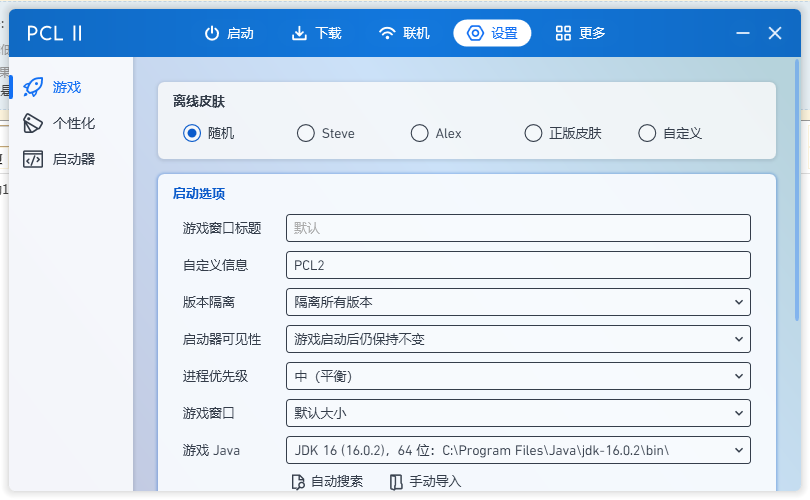 PCL II
启动 下载 联机 设置 更多
游戏
个性化
启动器
离线皮肤
随机 Steve Alex 正版皮肤 自定义
启动选项
游戏窗口标题 默认
自定义信息 PCL2
版本隔离 隔离所有版本
启动器可见性 游戏启动后仍保持不变
进程优先级 中（平衡）
游戏窗口 默认大小
游戏 Java JDK 16 (16.0.2)，64 位：C:\Program Files\Java\jdk-16.0.2\bin\
自动搜索 手动导入